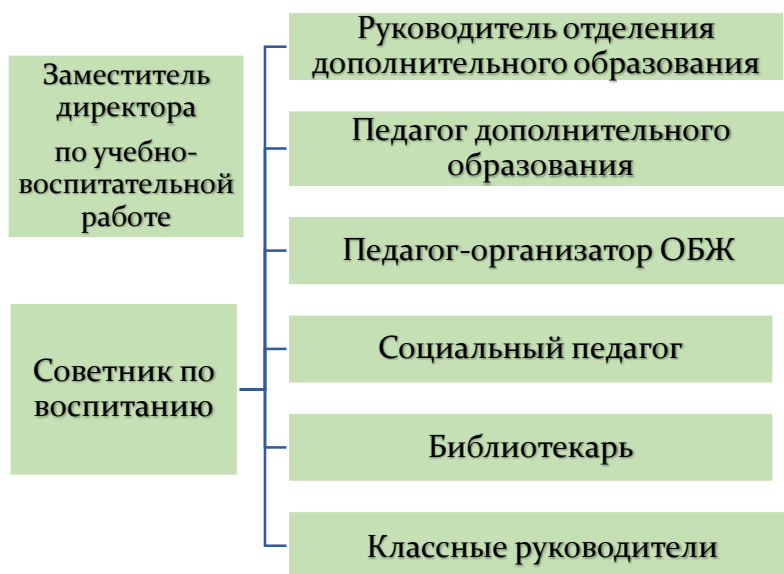 Заместитель
директора
по учебно-
воспитательной
работе
Советник по
воспитанию
Руководитель отделения
дополнительного образования
Педагог дополнительного
образования
Педагог-организатор ОБЖ
Социальный педагог
Библиотекарь
Классные руководители